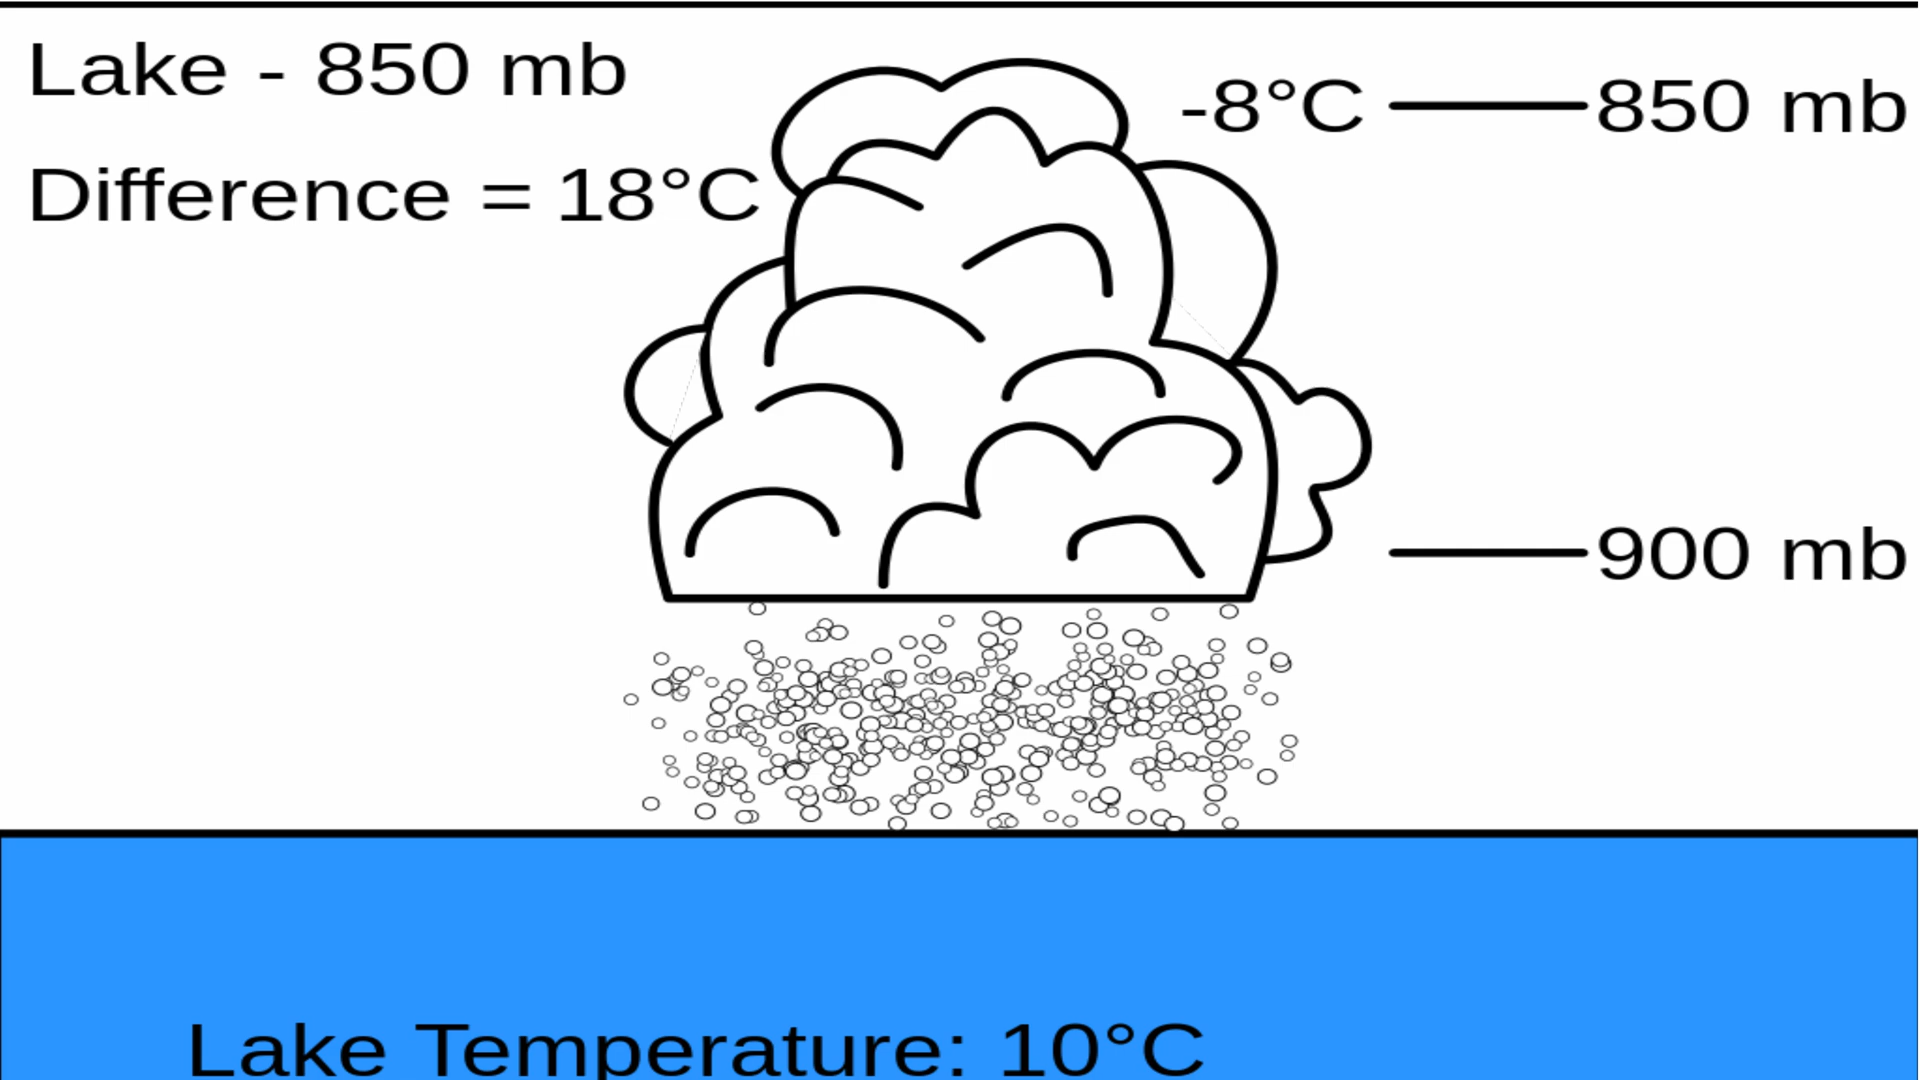 Lake - 850 mb
Difference = 18°C
-8°C
850 mb
900 mb
Lake Temperature: 10°C